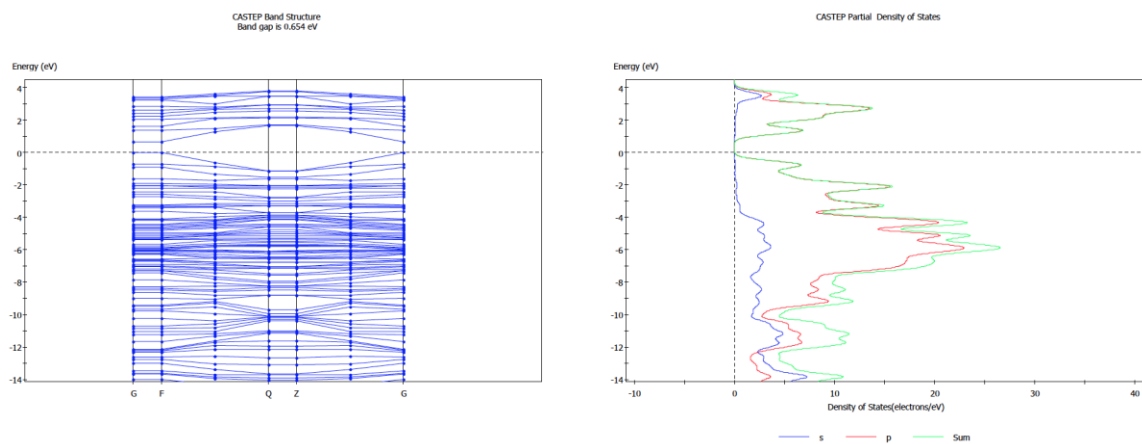 CASTEP Band Structure
Band gap is 0.654 eV
Energy (eV)
4
2
0
-2
-4
-6
-8
-10
-12
-14
G F Q Z G
CASTEP Partial Density of States
Energy (eV)
4
2
0
-2
-4
-6
-8
-10
-12
-14
-10 0 10 20 30 40
Density of States(electrons/eV)
s p Sum